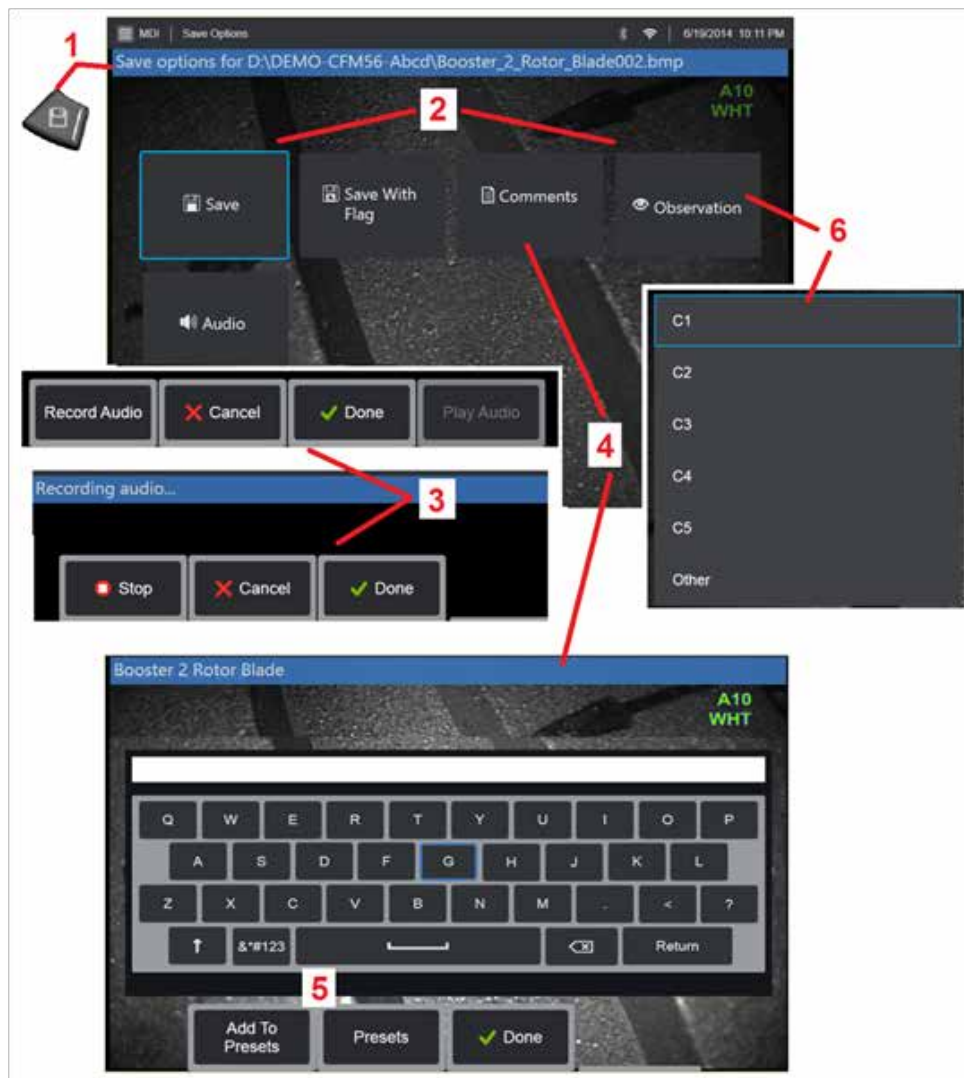 MDI | Save Options 6/19/2014 10:11 PM
1
Save options for D:\DEMO-CFM56-Abcd\Booster_2_Rotor_Blade002.bmp
A10
WHT
2
Save
Save With
Flag
Comments
Observation
6
Audio
C1
C2
C3
C4
C5
Other
Record Audio Cancel Done Play Audio
4
3
Recording audio...
Stop Cancel Done
Booster 2 Rotor Blade
A10
WHT
Q W E R T Y U I O P
A S D F G H J K L
Z X C V B N M . < ?
&*#123 Return
5
Add To
Presets
Presets
Done